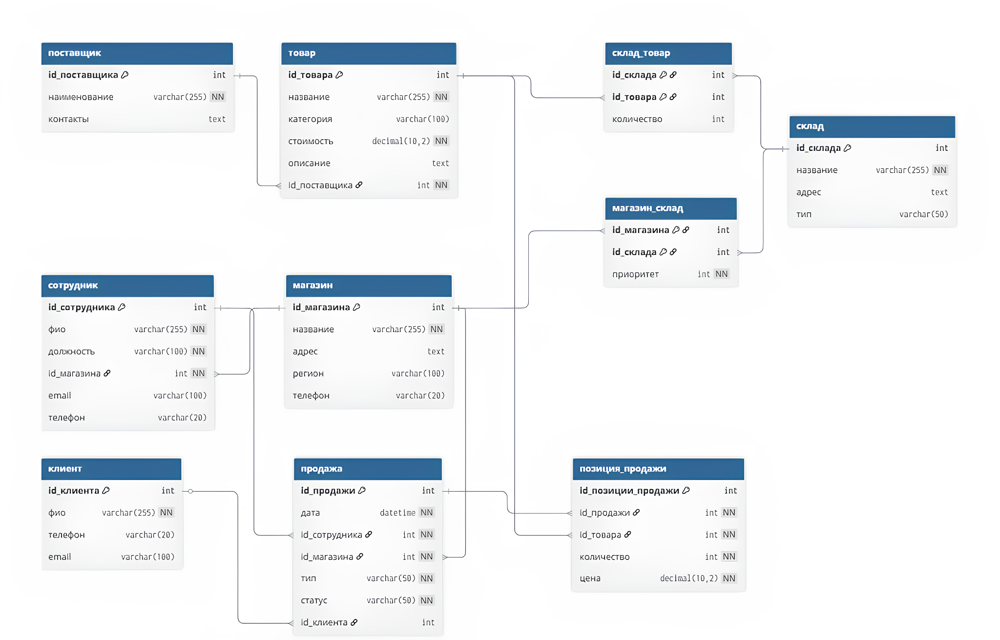 поставщик
id_поставщика int
наименование varchar(255) NN
контакты text
товар
id_товара int
название varchar(255) NN
категория varchar(100)
стоимость decimal(10,2) NN
описание text
id_поставщика int NN
склад_товар
id_склада int
id_товара int
количество int
склад
id_склада int
название varchar(255) NN
адрес text
тип varchar(50)
магазин_склад
id_магазина int
id_склада int
приоритет int NN
сотрудник
id_сотрудника int
фио varchar(255) NN
должность varchar(100) NN
id_магазина int NN
email varchar(100)
телефон varchar(20)
магазин
id_магазина int
название varchar(255) NN
адрес text
регион varchar(100)
телефон varchar(20)
клиент
id_клиента int
фио varchar(255) NN
телефон varchar(20)
email varchar(100)
продажа
id_продажи int
дата datetime NN
id_сотрудника int NN
id_магазина int NN
тип varchar(50) NN
статус varchar(50) NN
id_клиента int
позиция_продажи
id_позиции_продажи int
id_продажи int NN
id_товара int NN
количество int NN
цена decimal(10,2) NN